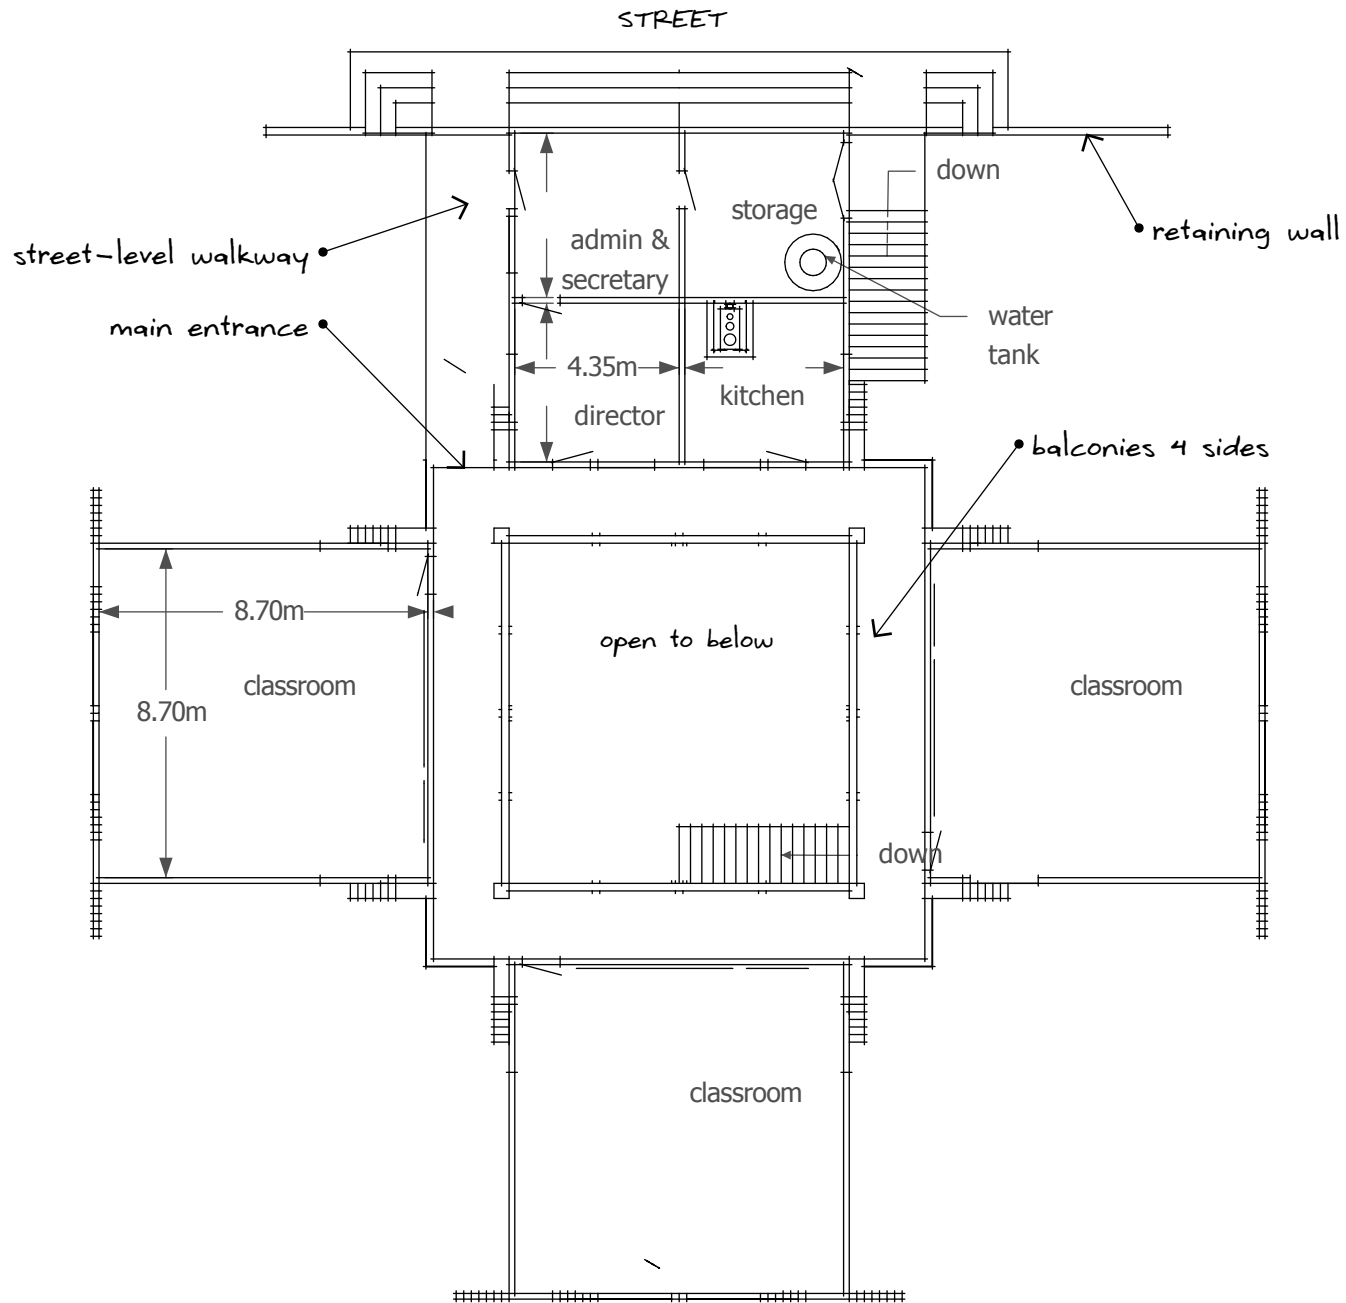 STREET
down
storage
retaining wall
admin &
secretary
street-level walkway
water
tank
main entrance
4.35m
kitchen
director
balconies 4 sides
8.70m
open to below
classroom
classroom
8.70m
down
classroom